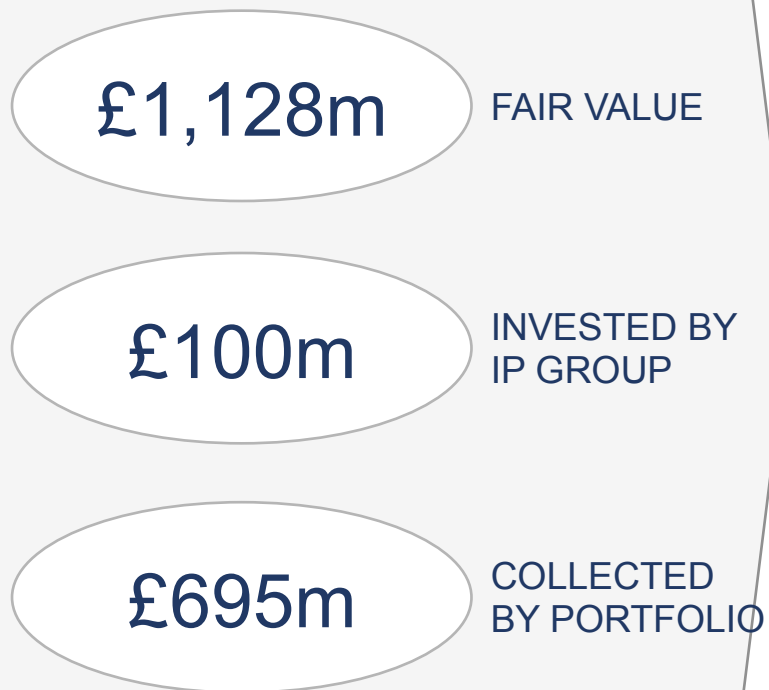 £1,128m
FAIR VALUE
£100m
INVESTED BY
IP GROUP
£695m
COLLECTED
BY PORTFOLIO